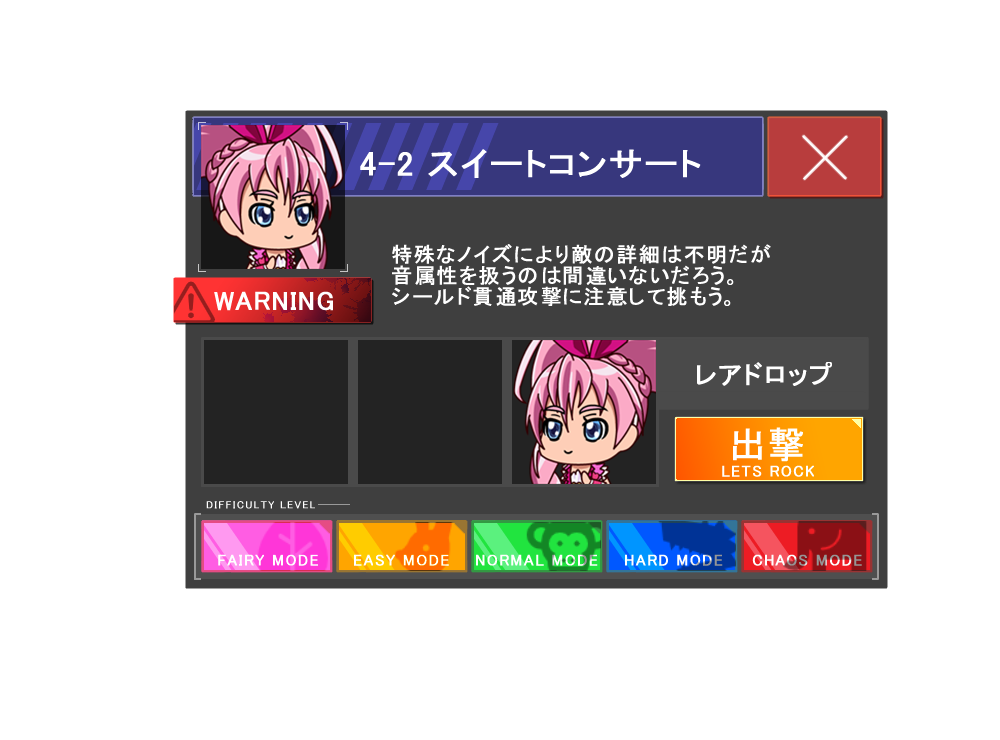 4-2 スイートコンサート
特殊なノイズにより敵の詳細は不明だが
音属性を扱うのは間違いないだろう。
シールド貫通攻撃に注意して挑もう。
WARNING
レアドロップ
出撃
LETS ROCK
DIFFICULTY LEVEL
FAIRY MODE
EASY MODE
NORMAL MODE
HARD MODE
CHAOS MODE